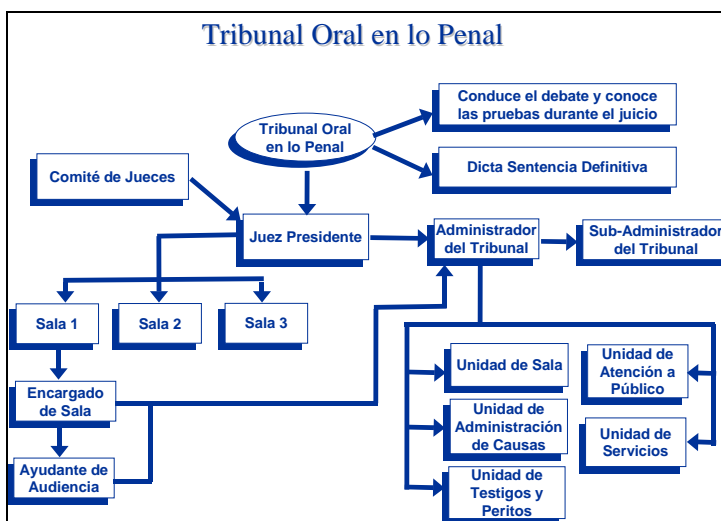 Tribunal Oral en lo Penal
Conduce el debate y conoce
las pruebas durante el juicio
Tribunal Oral
en lo Penal
Dicta Sentencia Definitiva
Comité de Jueces
Juez Presidente
Administrador
del Tribunal
Sub-Administrador
del Tribunal
Sala 1
Sala 2
Sala 3
Encargado
de Sala
Ayudante de
Audiencia
Unidad de Sala
Unidad de
Administración
de Causas
Unidad de
Testigos y
Peritos
Unidad de
Atención a
Público
Unidad de
Servicios